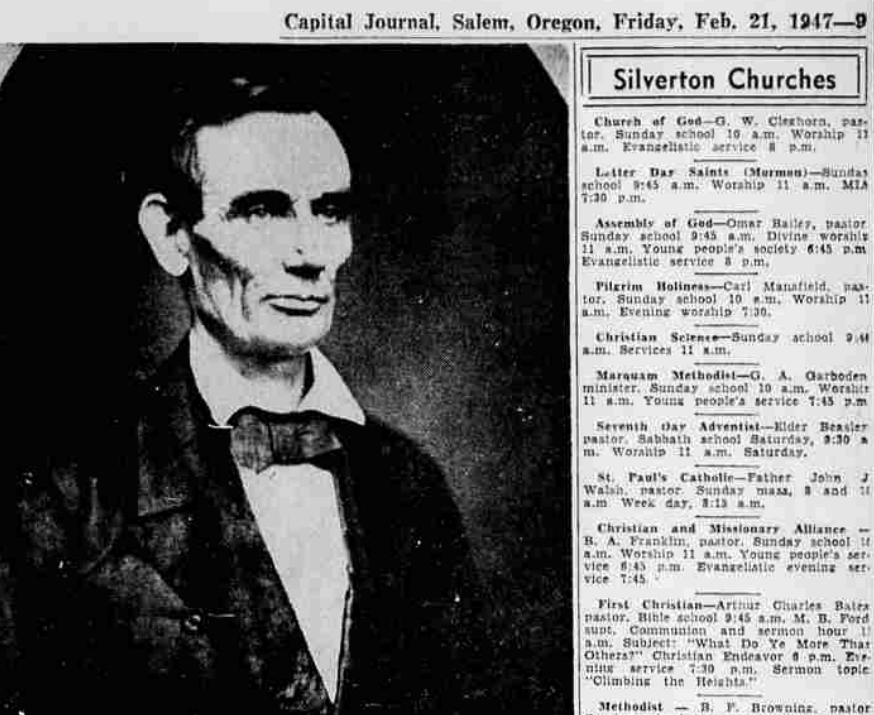 Capital Journal, Salem, Oregon, Friday, Feb. 21, 1947—9
Silverton Churches
Church of God—G. W. Cleghorn, pas-
tor. Sunday school 10 a.m. Worship 11
a.m. Evangelistic service 8 p.m.
Latter Day Saints (Mormon)—Sunday
school 9:45 a.m. Worship 11 a.m. MIA
7:30 p.m.
Assembly of God—Omar Bailey, pastor
Sunday school 9:45 a.m. Divine worship
11 a.m. Young people's society 6:45 p.m
Evangelistic service 8 p.m.
Pilgrim Holiness—Carl Mansfield, pas-
tor. Sunday school 10 a.m. Worship 11
a.m. Evening worship 7:30.
Christian Science—Sunday school
a.m. Services 11 a.m.
Marquam Methodist—G. A. Garboden
minister. Sunday school 10 a.m. Worship
11 a.m. Young people's service 7:45 p.m
Seventh Day Adventist—Elder Beasley
pastor. Sabbath school Saturday, 9:30 a
m. Worship 11 a.m. Saturday.
St. Paul's Catholic—Father John J
Walsh, pastor. Sunday mass, and
a.m Week day, 8:15 a.m.
Christian and Missionary Alliance —
B. A. Franklin, pastor. Sunday school
a.m. Worship 11 a.m. Young people's ser-
vice 6:45 p.m. Evangelistic evening ser-
vice 7:45.
First Christian—Arthur Charles Bates
pastor. Bible school 9:45 a.m. M. B. Ford
supt. Communion and sermon hour
a.m. Subject: "What Do Ye More Than
Others?" Christian Endeavor 6 p.m. Eve-
ning service 7:30 p.m. Sermon topic
"Climbing the Heights."
Methodist — B. F. Browning, pastor